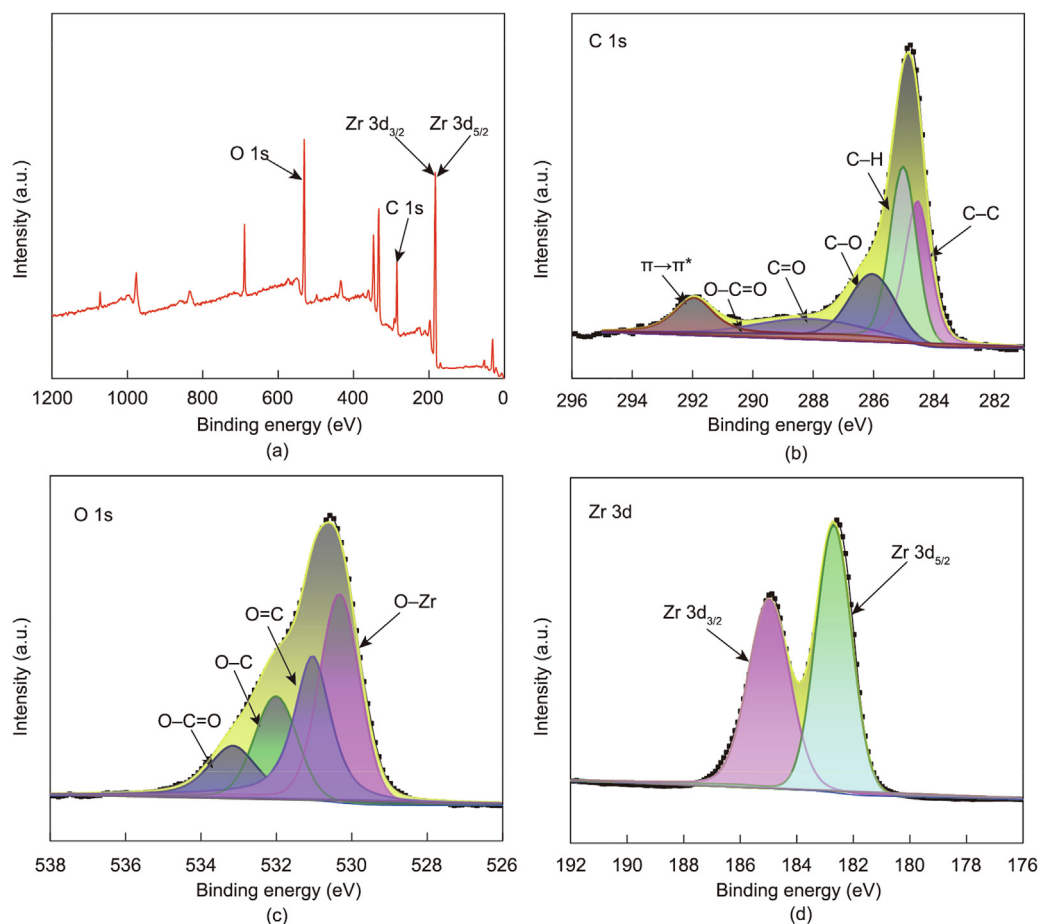 Intensity (a.u.)
O 1s
Zr 3d3/2
Zr 3d5/2
C 1s
1200 1000 800 600 400 200 0
Binding energy (eV)
(a)
Intensity (a.u.)
C 1s
C–H
C–C
C–O
C=O
π→π*
O–C=O
296 294 292 290 288 286 284 282
Binding energy (eV)
(b)
Intensity (a.u.)
O 1s
O–Zr
O=C
O–C
O–C=O
538 536 534 532 530 528 526
Binding energy (eV)
(c)
Intensity (a.u.)
Zr 3d
Zr 3d5/2
Zr 3d3/2
192 190 188 186 184 182 180 178 176
Binding energy (eV)
(d)